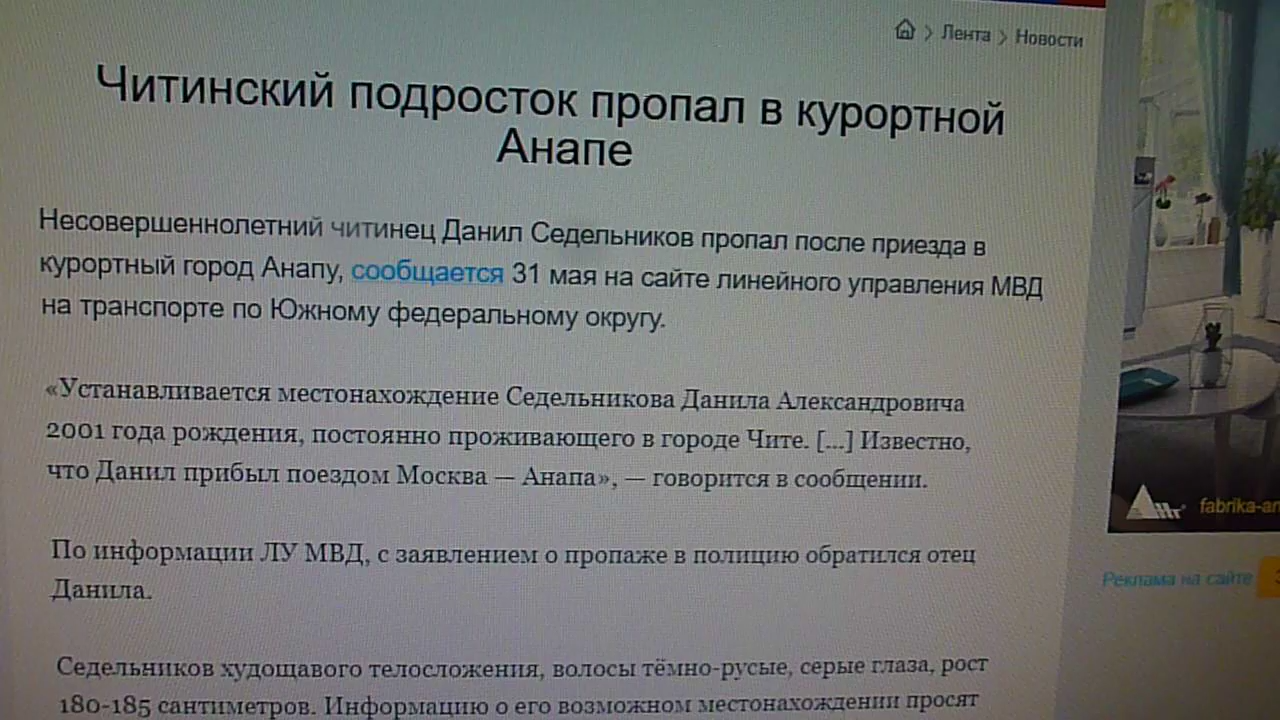 Лента
Новости
Читинский подросток пропал в курортной
Анапе
Несовершеннолетний читинец Данил Седельников пропал после приезда в
курортный город Анапу, сообщается 31 мая на сайте линейного управления МВД
на транспорте по Южному федеральному округу.
«Устанавливается местонахождение Седельникова Данила Александровича
2001 года рождения, постоянно проживающего в городе Чите. [...] Известно,
что Данил прибыл поездом Москва — Анапа», — говорится в сообщении.
По информации ЛУ МВД, с заявлением о пропаже в полицию обратился отец
Данила.
Седельников худощавого телосложения, волосы тёмно-русые, серые глаза, рост
180-185 сантиметров. Информацию о его возможном местонахождении просят
fabrika-ar
Реклама на сайте